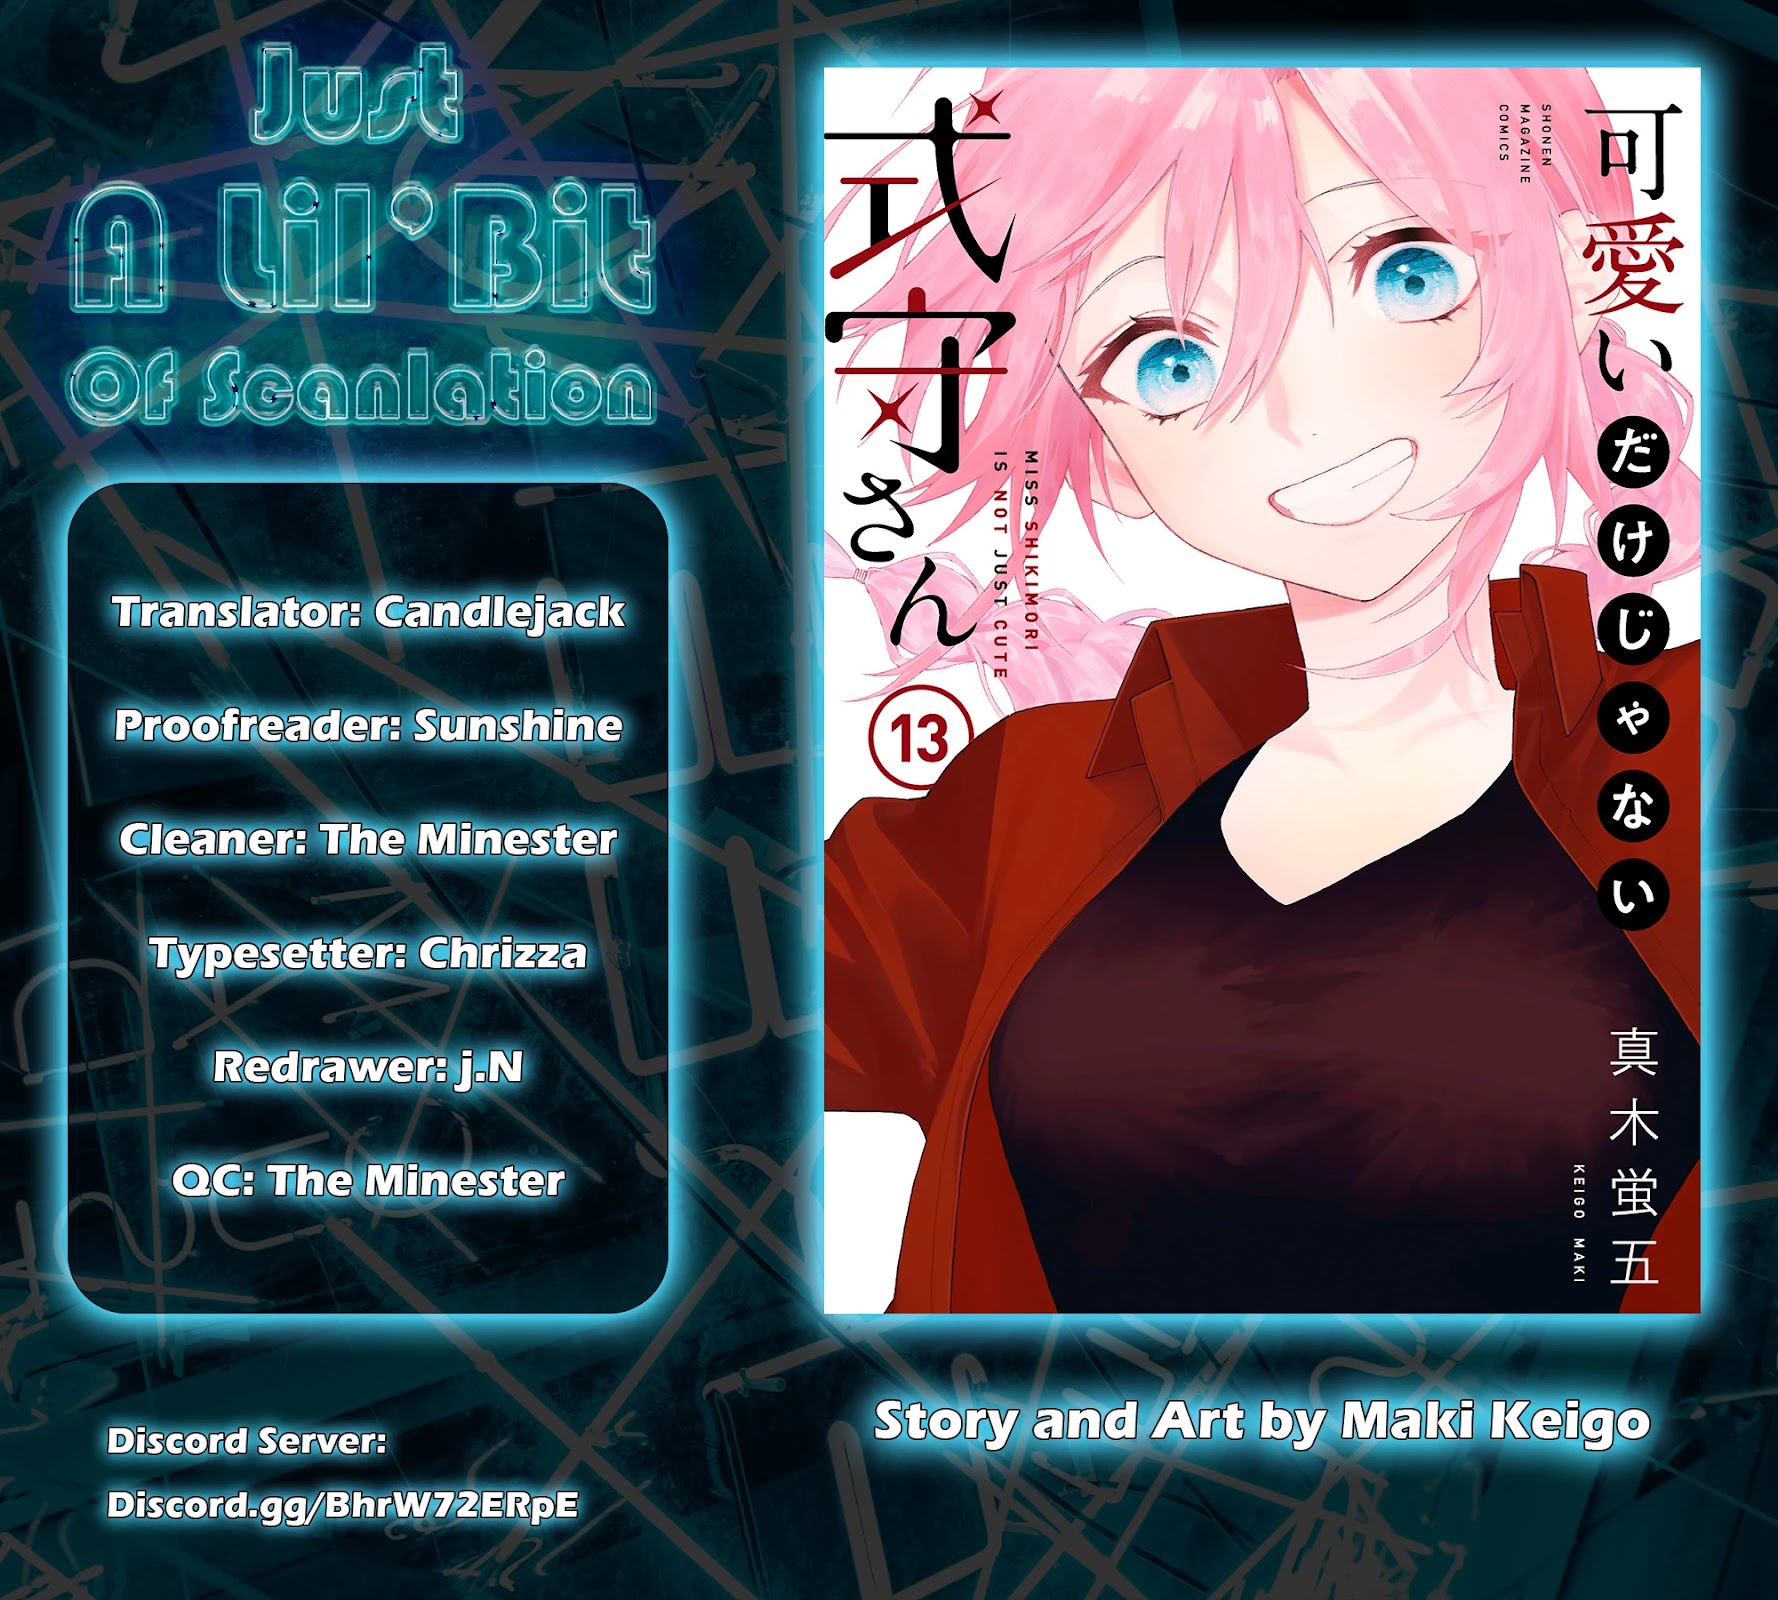 Just
A Lil' Bit
Of Scanlation
Translator: Candlejack
Proofreader: Sunshine
Cleaner: The Minester
Typesetter: Chrizza
Redrawer: j.N
QC: The Minester
Discord Server:
Discord.gg/BhrW72ERpE
可愛いだけじゃない
式守さん
MISS SHIKIMORI
IS NOT JUST CUTE
13
SHONEN
MAGAZINE
COMICS
真木蛍五
KEIGO MAKI
Story and Art by Maki Keigo